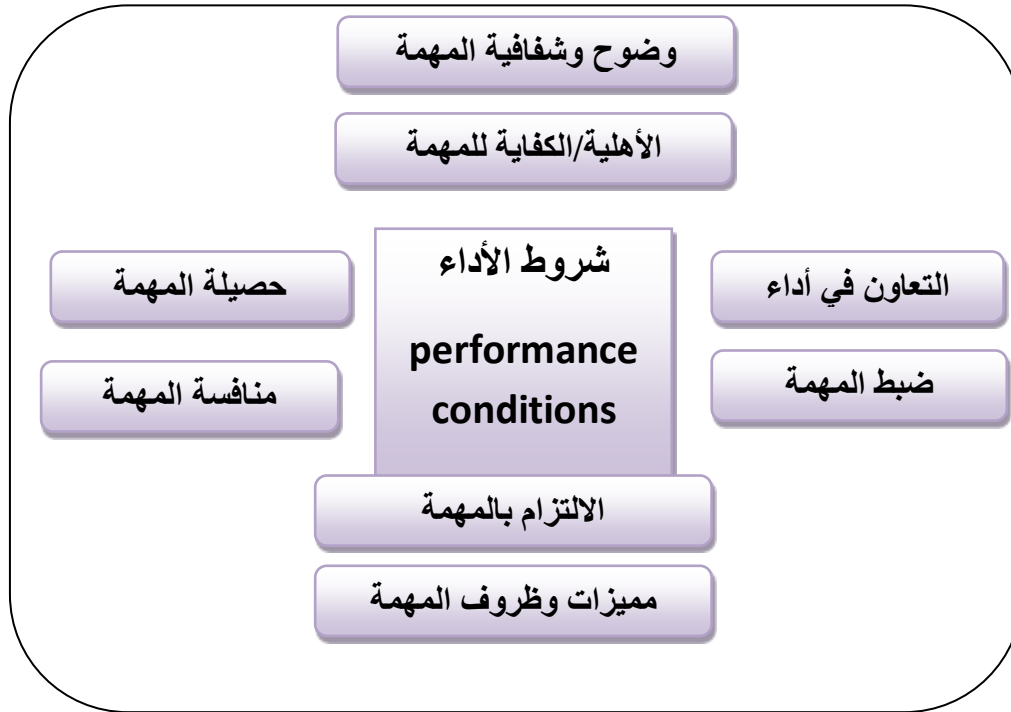 وضوح وشفافية المهمة
الأهلية/الكفاية للمهمة
شروط الأداء
performance
conditions
التعاون في أداء
حصيلة المهمة
ضبط المهمة
منافسة المهمة
الالتزام بالمهمة
مميزات وظروف المهمة